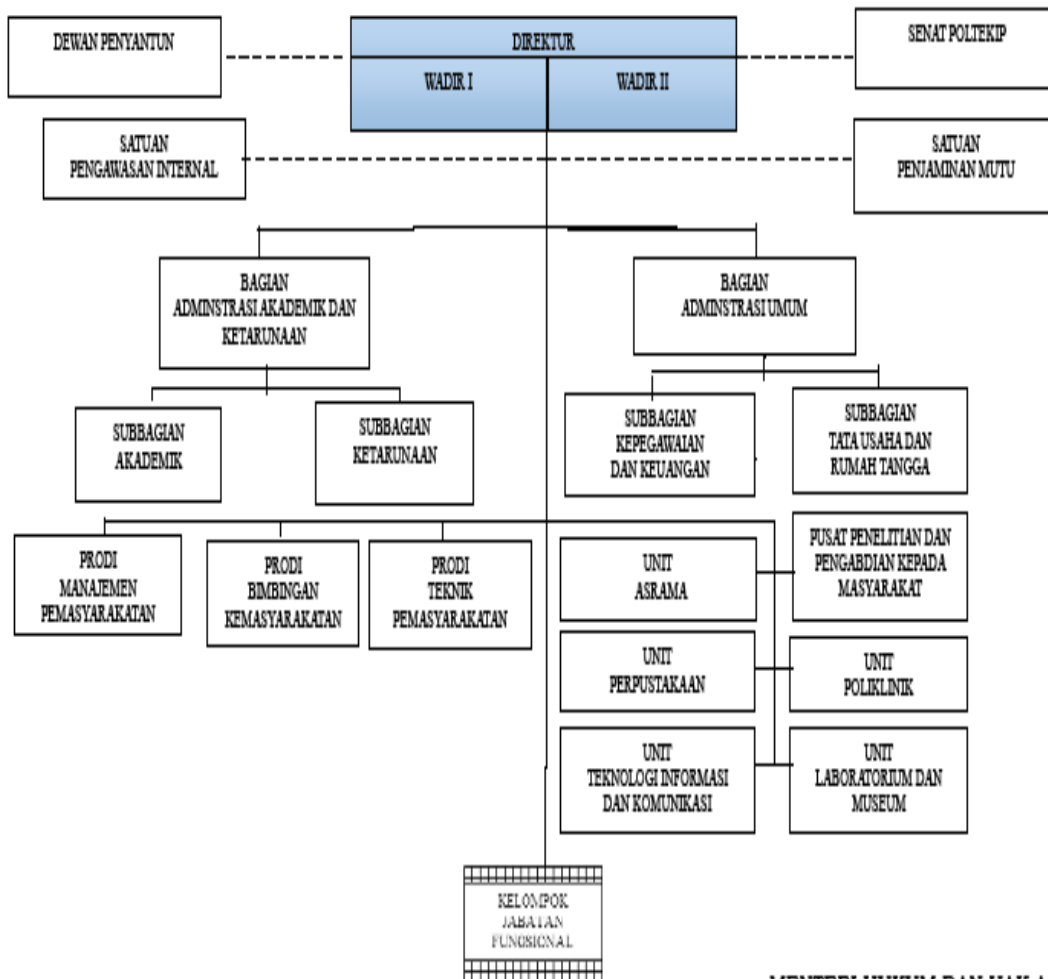 DEWAN PENYANTUN
DIREKTUR
SENAT POLTEKIP
WADIR I
WADIR II
SATUAN
PENGAWASAN INTERNAL
SATUAN
PENJAMINAN MUTU
BAGIAN
ADMINSTRASI AKADEMIK DAN
KETARUNAAN
BAGIAN
ADMINSTRASI UMUM
SUBBAGIAN
AKADEMIK
SUBBAGIAN
KETARUNAAN
SUBBAGIAN
KEPEGAWAIAN
DAN KEUANGAN
SUBBAGIAN
TATA USAHA DAN
RUMAH TANGGA
PRODI
MANAJEMEN
PEMASYARAKATAN
PRODI
BIMBINGAN
KEMASYARAKATAN
PRODI
TEKNIK
PEMASYARAKATAN
UNIT
ASRAMA
PUSAT PENELITIAN DAN
PENGABDIAN KEPADA
MASYARAKAT
UNIT
PERPUSTAKAAN
UNIT
POLIKLINIK
UNIT
TEKNOLOGI INFORMASI
DAN KOMUNIKASI
UNIT
LABORATORIUM DAN
MUSEUM
KELOMPOK
JABATAN
FUNGSIONAL